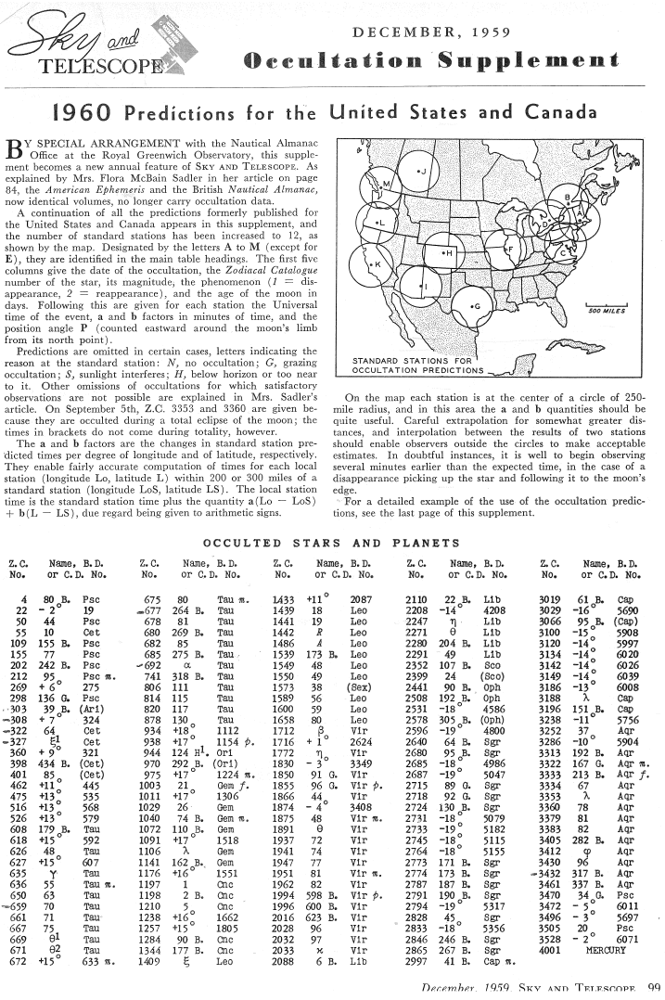 Sky and
TELESCOPE
DECEMBER, 1959
Occultation Supplement
1960 Predictions for the United States and Canada
BY SPECIAL ARRANGEMENT with the Nautical Almanac
Office at the Royal Greenwich Observatory, this supple-
ment becomes a new annual feature of SKY AND TELESCOPE. As
explained by Mrs. Flora McBain Sadler in her article on page
84, the American Ephemeris and the British Nautical Almanac,
now identical volumes, no longer carry occultation data.
A continuation of all the predictions formerly published for
the United States and Canada appears in this supplement, and
the number of standard stations has been increased to 12, as
shown by the map. Designated by the letters A to M (except for
E), they are identified in the main table headings. The first five
columns give the date of the occultation, the Zodiacal Catalogue
number of the star, its magnitude, the phenomenon (1 = dis-
appearance, 2 = reappearance), and the age of the moon in
days. Following this are given for each station the Universal
time of the event, a and b factors in minutes of time, and the
position angle P (counted eastward around the moon's limb
from its north point).
Predictions are omitted in certain cases, letters indicating the
reason at the standard station: N, no occultation; G, grazing
occultation; S, sunlight interferes; H, below horizon or too near
to it. Other omissions of occultations for which satisfactory
observations are not possible are explained in Mrs. Sadler's
article. On September 5th, Z.C. 3353 and 3360 are given be-
cause they are occulted during a total eclipse of the moon; the
times in brackets do not come during totality, however.
The a and b factors are the changes in standard station pre-
dicted times per degree of longitude and of latitude, respectively.
They enable fairly accurate computation of times for each local
station (longitude Lo, latitude L) within 200 or 300 miles of a
standard station (longitude LoS, latitude LS). The local station
time is the standard station time plus the quantity a(Lo — LoS)
+ b(L — LS), due regard being given to arithmetic signs.
J
M
L
K
H
I
G
F
B
D
A
C
500 MILES
STANDARD STATIONS FOR
OCCULTATION PREDICTIONS
On the map each station is at the center of a circle of 250-
mile radius, and in this area the a and b quantities should be
quite useful. Careful extrapolation for somewhat greater dis-
tances, and interpolation between the results of two stations
should enable observers outside the circles to make acceptable
estimates. In doubtful instances, it is well to begin observing
several minutes earlier than the expected time, in the case of a
disappearance picking up the star and following it to the moon's
edge.
For a detailed example of the use of the occultation predic-
tions, see the last page of this supplement.
OCCULTED STARS AND PLANETS
Z.C. Name, B.D. Z.C. Name, B.D. Z.C. Name, B.D. Z.C. Name, B.D. Z.C. Name, B.D.
No. or C.D. No. No. or C.D. No. No. or C.D. No. No. or C.D. No. No. or C.D. No.
4 80 B. Psc 675 80 Tau m. 1433 +11° 2087 2110 22 B. Lib 3019 61 B. Cap
22 - 2° 19 677 264 B. Tau 1439 18 Leo 2208 -14° 4208 3029 -16° 5690
50 44 Psc 678 81 Tau 1441 19 Leo 2247 η Lib 3066 95 B. (Cap)
55 10 Cet 680 269 B. Tau 1442 R Leo 2271 θ Lib 3100 -15° 5908
109 155 B. Psc 682 85 Tau 1486 A Leo 2280 204 B. Lib 3120 -14° 5997
155 77 Psc 685 275 B. Tau 1539 173 B. Leo 2291 49 Lib 3134 -14° 6020
202 242 B. Psc 692 α Tau 1549 48 Leo 2352 107 B. Sco 3142 -14° 6026
212 95 Psc m. 741 318 B. Tau 1550 49 Leo 2399 24 (Sco) 3149 -14° 6039
269 + 6° 275 806 111 Tau 1573 38 (Sex) 2441 90 B. Oph 3186 -13° 6008
298 136 G. Psc 814 115 Tau 1589 56 Leo 2508 192 B. Oph 3188 λ Cap
303 39 B. (Ari) 820 117 Tau 1600 59 Leo 2531 -18° 4586 3196 151 B. Cap
308 + 7° 324 878 130 Tau 1658 80 Leo 2578 305 B. (Oph) 3238 -11° 5756
322 64 Cet 934 +18° 1112 1712 β Vir 2596 -19° 4800 3252 37 Aqr
327 ξ1 Cet 938 +17° 1154 p. 1716 + 1° 2624 2640 64 B. Sgr 3286 -10° 5904
360 + 9° 321 944 124 H1. Ori 1772 η Vir 2680 95 B. Sgr 3313 192 B. Aqr
398 434 B. (Cet) 970 292 B. (Ori) 1810 - 3° 3349 2685 -18° 4986 3322 167 G. Aqr m.
401 85 (Cet) 975 +17° 1224 m. 1850 91 G. Vir 2687 -19° 5047 3333 213 B. Aqr f.
462 +11° 445 1003 21 Gem f. 1855 96 G. Vir p. 2715 89 G. Sgr 3334 67 Aqr
475 +13° 535 1011 +17° 1306 1866 44 Vir 2718 92 G. Sgr 3353 λ Aqr
516 +13° 568 1029 26 Gem 1874 - 4° 3408 2724 130 B. Sgr 3360 78 Aqr
526 +13° 579 1040 74 B. Gem m. 1875 48 Vir m. 2731 -18° 5079 3379 81 Aqr
608 179 B. Tau 1072 110 B. Gem 1891 θ Vir 2733 -19° 5182 3383 82 Aqr
618 +15° 592 1091 +17° 1518 1937 72 Vir 2745 -18° 5115 3405 282 B. Aqr
626 48 Tau 1106 λ Gem 1941 74 Vir 2764 -18° 5155 3412 φ Aqr
627 +15° 607 1141 162 B. Gem 1947 77 Vir 2773 171 B. Sgr 3430 96 Aqr
635 γ Tau 1176 +16° 1551 1951 81 Vir m. 2774 173 B. Sgr 3432 317 B. Aqr
636 55 Tau m. 1197 1 Cnc 1962 82 Vir 2787 187 B. Sgr 3461 337 B. Aqr
650 63 Tau 1198 2 B. Cnc 1994 598 B. Vir p. 2791 190 B. Sgr 3470 34 G. Psc
659 70 Tau 1210 5 Cnc 1996 600 B. Vir 2794 -19° 5317 3472 - 5° 6011
661 71 Tau 1238 +16° 1662 2016 623 B. Vir 2828 45 Sgr 3496 - 3° 5697
667 75 Tau 1257 +15° 1805 2028 96 Vir 2833 -18° 5356 3505 20 Psc
669 θ1 Tau 1284 90 B. Cnc 2032 97 Vir 2846 246 B. Sgr 3528 - 2° 6071
671 θ2 Tau 1344 177 B. Cnc 2033 κ Vir 2865 267 B. Sgr 4001 MERCURY
672 +15° 633 m. 1409 ξ Leo 2088 6 B. Lib 2997 41 B. Cap m.
December, 1959, SKY AND TELESCOPE 99